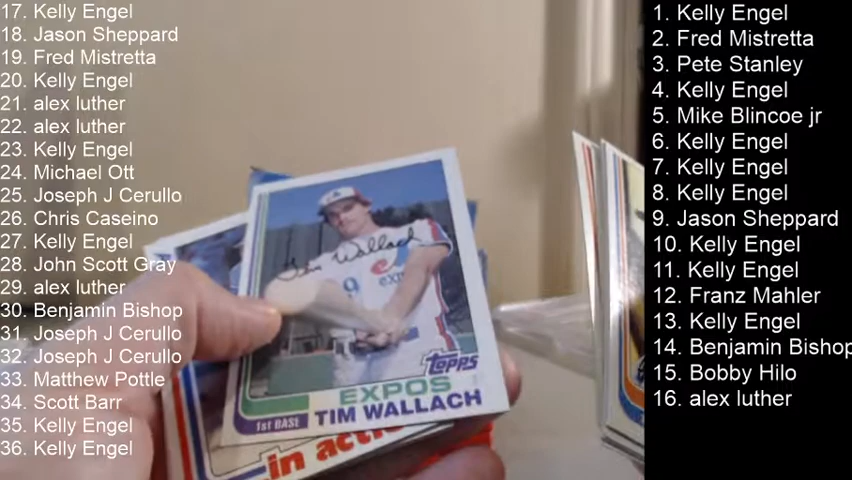 17. Kelly Engel
18. Jason Sheppard
19. Fred Mistretta
20. Kelly Engel
21. alex luther
22. alex luther
23. Kelly Engel
24. Michael Ott
25. Joseph J Cerullo
26. Chris Caseino
27. Kelly Engel
28. John Scott Gray
29. alex luther
30. Benjamin Bishop
31. Joseph J Cerullo
32. Joseph J Cerullo
33. Matthew Pottle
34. Scott Barr
35. Kelly Engel
36. Kelly Engel
Tim Wallach
TOPPS
EXPOS
1st BASE TIM WALLACH
in action
1. Kelly Engel
2. Fred Mistretta
3. Pete Stanley
4. Kelly Engel
5. Mike Blincoe jr
6. Kelly Engel
7. Kelly Engel
8. Kelly Engel
9. Jason Sheppard
10. Kelly Engel
11. Kelly Engel
12. Franz Mahler
13. Kelly Engel
14. Benjamin Bishop
15. Bobby Hilo
16. alex luther